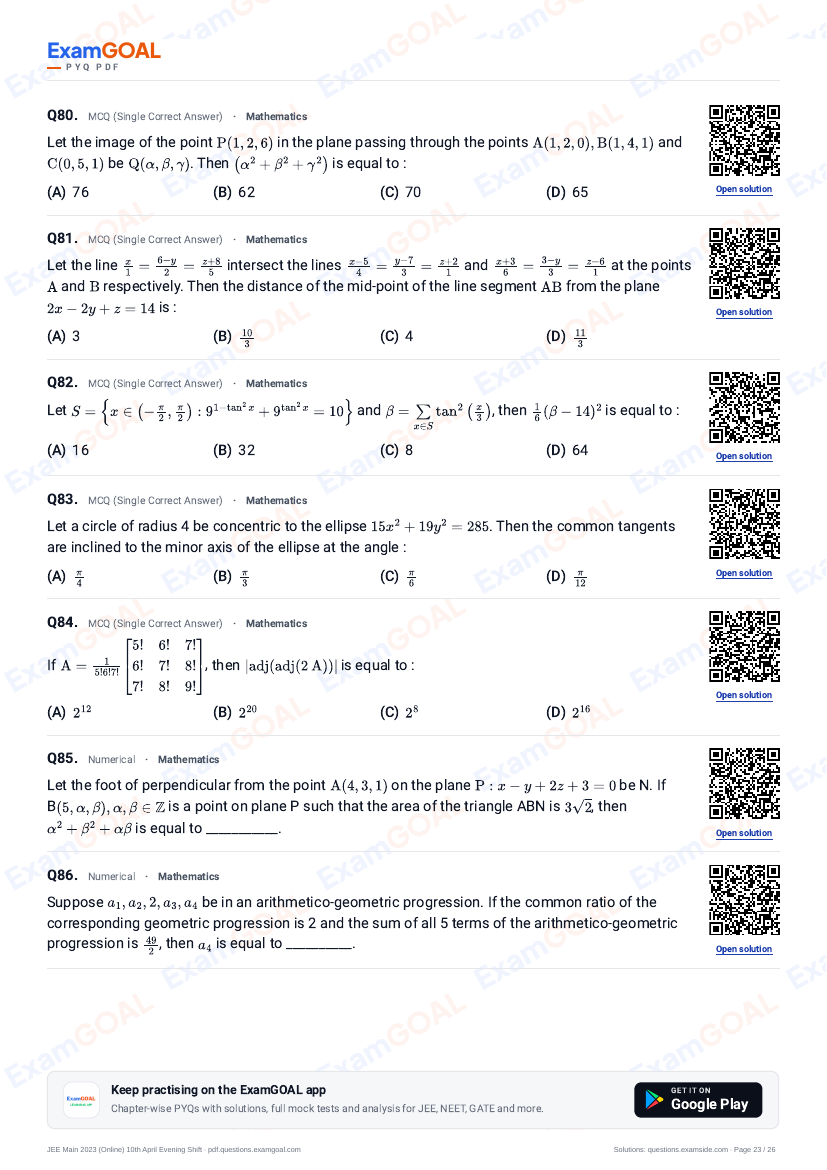 ExamGOAL
PYQ PDF
Q80. MCQ (Single Correct Answer) · Mathematics
Let the image of the point P(1, 2, 6) in the plane passing through the points A(1, 2, 0), B(1, 4, 1) and
C(0, 5, 1) be Q(α, β, γ). Then (α² + β² + γ²) is equal to :
(A) 76 (B) 62 (C) 70 (D) 65
Open solution
Q81. MCQ (Single Correct Answer) · Mathematics
Let the line x/1 = (6−y)/2 = (z+8)/5 intersect the lines (x−5)/4 = (y−7)/3 = (z+2)/1 and (x+3)/6 = (3−y)/3 = (z−6)/1 at the points
A and B respectively. Then the distance of the mid-point of the line segment AB from the plane
2x − 2y + z = 14 is :
(A) 3 (B) 10/3 (C) 4 (D) 11/3
Open solution
Q82. MCQ (Single Correct Answer) · Mathematics
Let S = {x ∈ (−π/2, π/2) : 9^(1−tan² x) + 9^(tan² x) = 10} and β = ∑_(x∈S) tan² (x/3), then 1/6 (β − 14)² is equal to :
(A) 16 (B) 32 (C) 8 (D) 64
Open solution
Q83. MCQ (Single Correct Answer) · Mathematics
Let a circle of radius 4 be concentric to the ellipse 15x² + 19y² = 285. Then the common tangents
are inclined to the minor axis of the ellipse at the angle :
(A) π/4 (B) π/3 (C) π/6 (D) π/12
Open solution
Q84. MCQ (Single Correct Answer) · Mathematics
If A = 1/(5!6!7!) [5! 6! 7!
6! 7! 8!
7! 8! 9!], then |adj(adj(2 A))| is equal to :
(A) 2¹² (B) 2²⁰ (C) 2⁸ (D) 2¹⁶
Open solution
Q85. Numerical · Mathematics
Let the foot of perpendicular from the point A(4, 3, 1) on the plane P : x − y + 2z + 3 = 0 be N. If
B(5, α, β), α, β ∈ ℤ is a point on plane P such that the area of the triangle ABN is 3√2, then
α² + β² + αβ is equal to ___________.
Open solution
Q86. Numerical · Mathematics
Suppose a₁, a₂, 2, a₃, a₄ be in an arithmetico-geometric progression. If the common ratio of the
corresponding geometric progression is 2 and the sum of all 5 terms of the arithmetico-geometric
progression is 49/2, then a₄ is equal to __________.
Open solution
Keep practising on the ExamGOAL app
Chapter-wise PYQs with solutions, full mock tests and analysis for JEE, NEET, GATE and more.
GET IT ON
Google Play
JEE Main 2023 (Online) 10th April Evening Shift · pdf.questions.examgoal.com
Solutions: questions.examside.com · Page 23 / 26